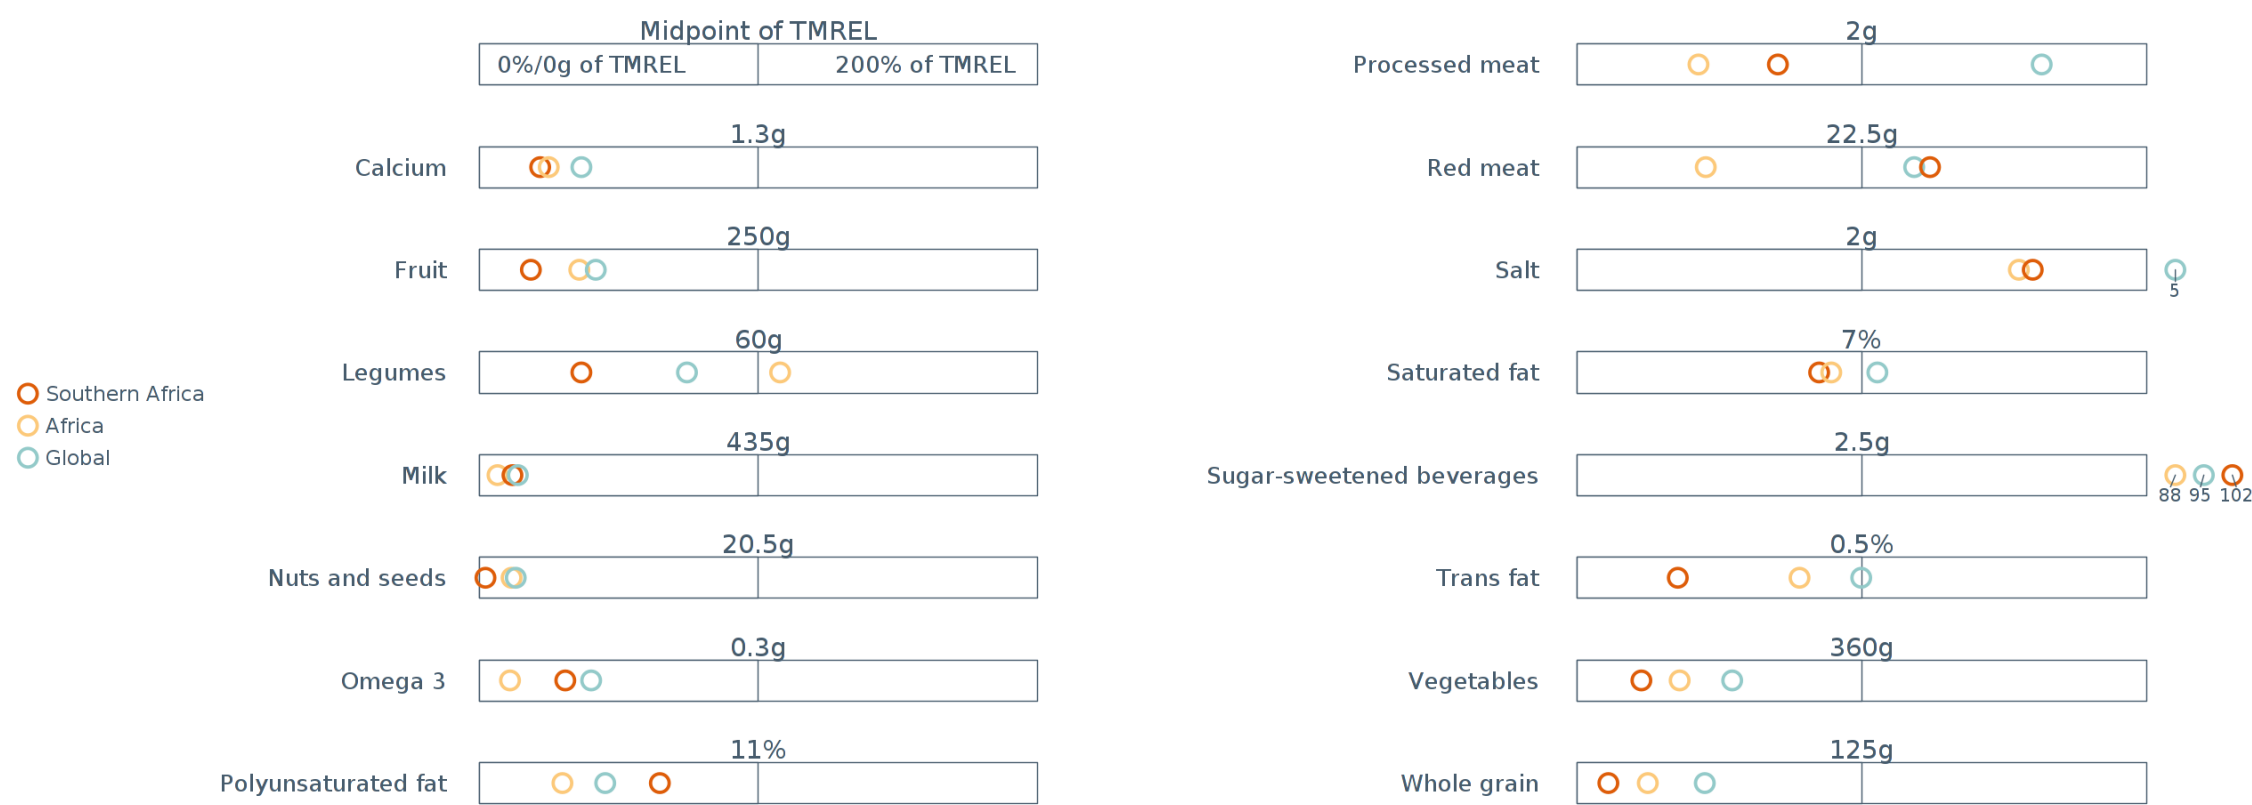 Midpoint of TMREL
0%/0g of TMREL 200% of TMREL
1.3g
Calcium
250g
Fruit
60g
Legumes
435g
Milk
20.5g
Nuts and seeds
0.3g
Omega 3
11%
Polyunsaturated fat
Southern Africa
Africa
Global
2g
Processed meat
22.5g
Red meat
2g
Salt
5
7%
Saturated fat
2.5g
Sugar-sweetened beverages
88 95 102
0.5%
Trans fat
360g
Vegetables
125g
Whole grain